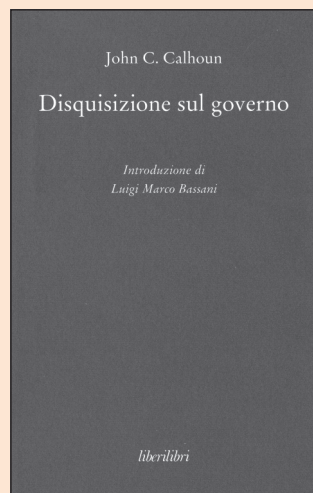 John C. Calhoun
Disquisizione sul governo
Introduzione di
Luigi Marco Bassani
liberilibri